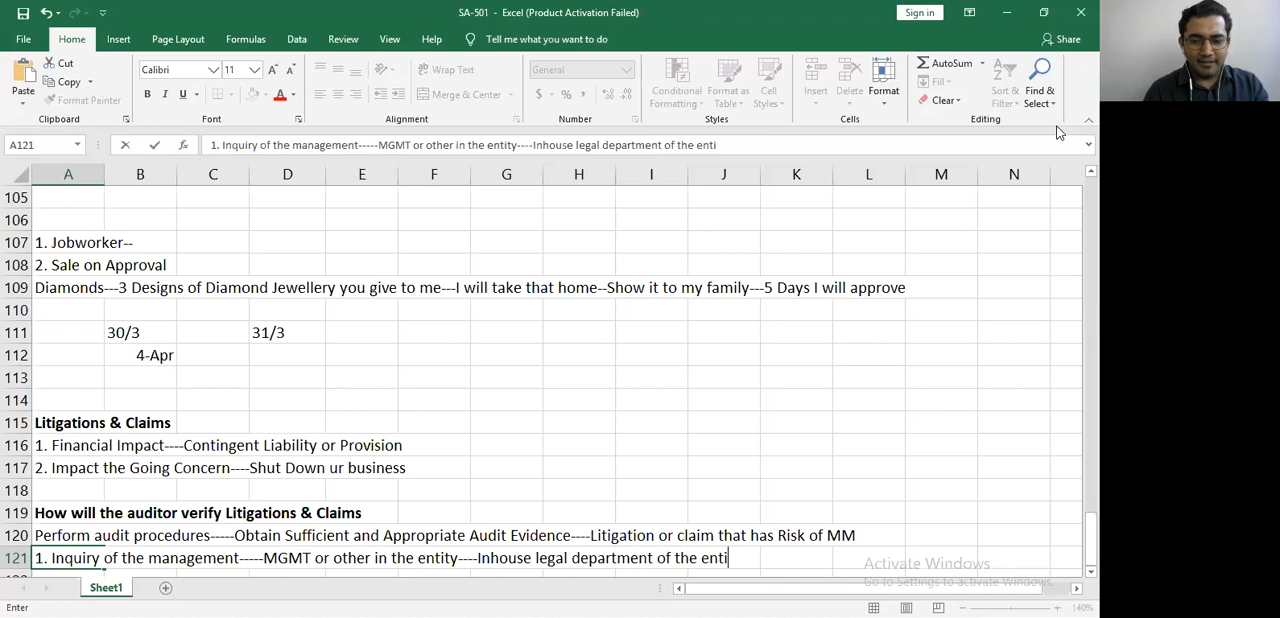 SA-501 - Excel (Product Activation Failed)
Sign in
File Home Insert Page Layout Formulas Data Review View Help Tell me what you want to do Share
Paste Cut Copy Format Painter Clipboard
Calibri 11 B I U A Font
Wrap Text Merge & Center Alignment
General $ % , Number
Conditional Formatting Format as Table Cell Styles Styles
Insert Delete Format Cells
AutoSum Fill Clear Sort & Filter Find & Select Editing
A121 fx 1. Inquiry of the management-----MGMT or other in the entity----Inhouse legal department of the enti
A B C D E F G H I J K L M N
105
106
107 1. Jobworker--
108 2. Sale on Approval
109 Diamonds---3 Designs of Diamond Jewellery you give to me---I will take that home--Show it to my family---5 Days I will approve
110
111 30/3 31/3
112 4-Apr
113
114
115 Litigations & Claims
116 1. Financial Impact----Contingent Liability or Provision
117 2. Impact the Going Concern----Shut Down ur business
118
119 How will the auditor verify Litigations & Claims
120 Perform audit procedures-----Obtain Sufficient and Appropriate Audit Evidence----Litigation or claim that has Risk of MM
121 1. Inquiry of the management-----MGMT or other in the entity----Inhouse legal department of the enti
Activate Windows
Go to Settings to activate Windows.
Sheet1
Enter 140%